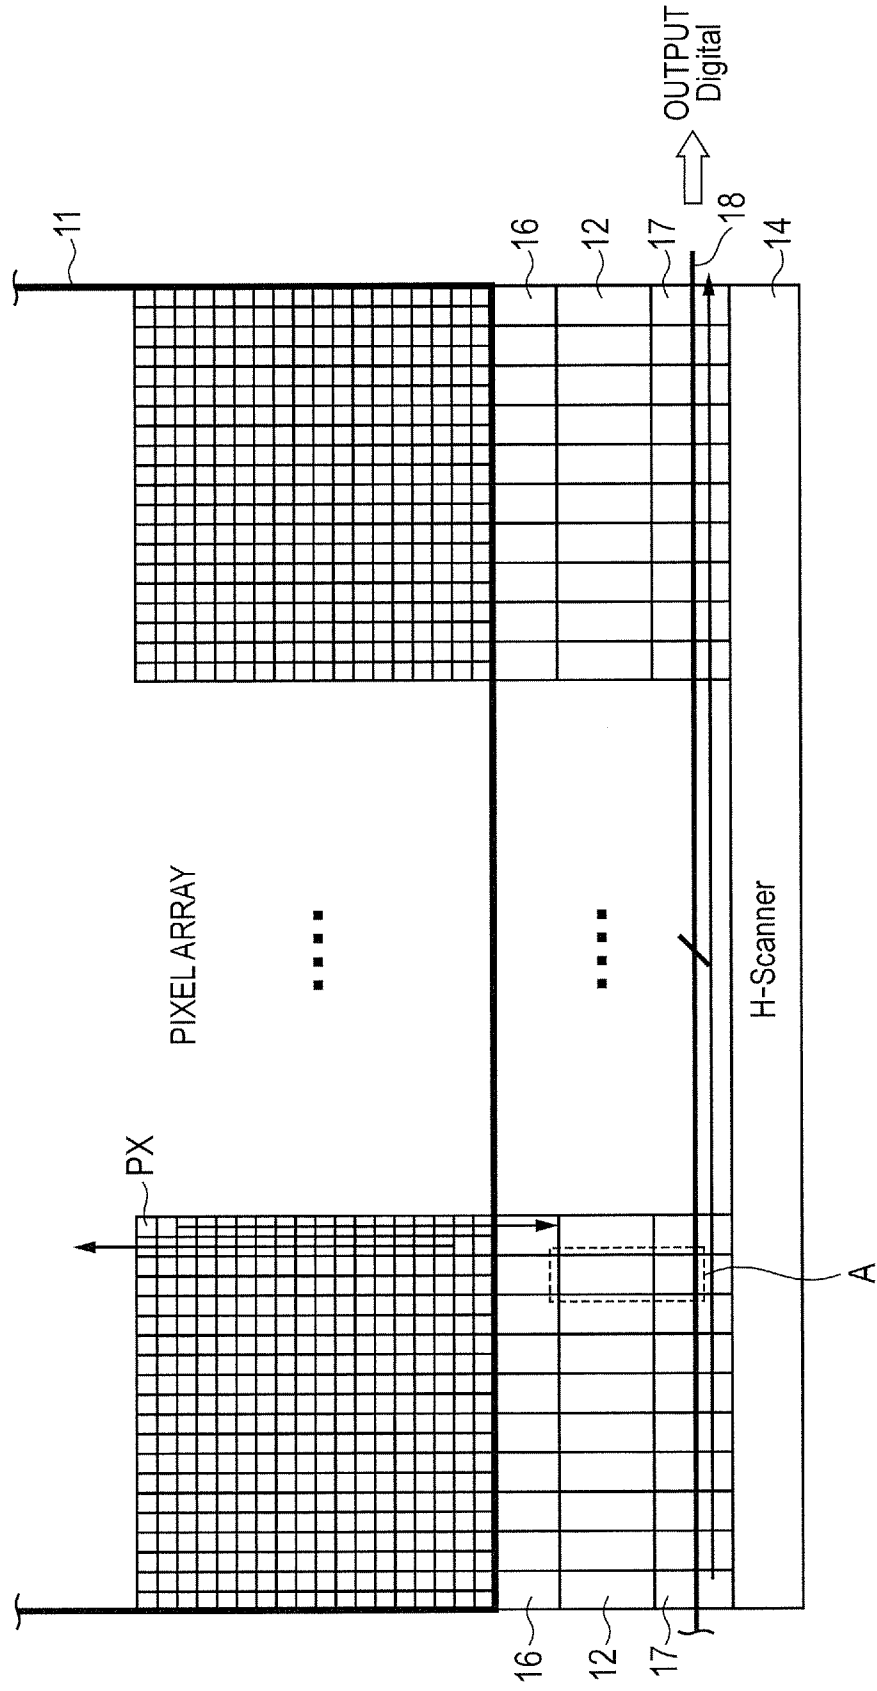 11
PIXEL ARRAY
PX
16
12
17
18
14
OUTPUT
Digital
H-Scanner
16
12
17
A